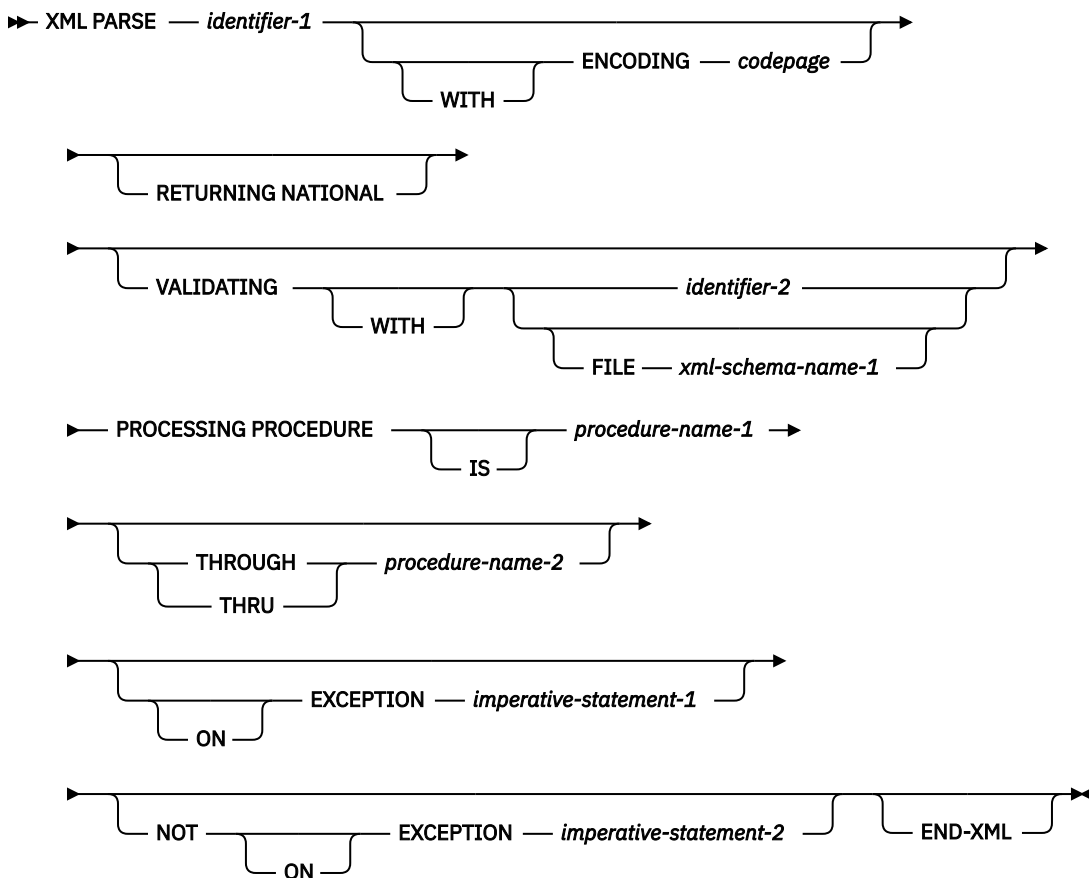 XML PARSE identifier-1
ENCODING codepage
WITH
RETURNING NATIONAL
VALIDATING identifier-2
WITH
FILE xml-schema-name-1
PROCESSING PROCEDURE procedure-name-1
IS
THROUGH procedure-name-2
THRU
EXCEPTION imperative-statement-1
ON
NOT EXCEPTION imperative-statement-2 END-XML
ON